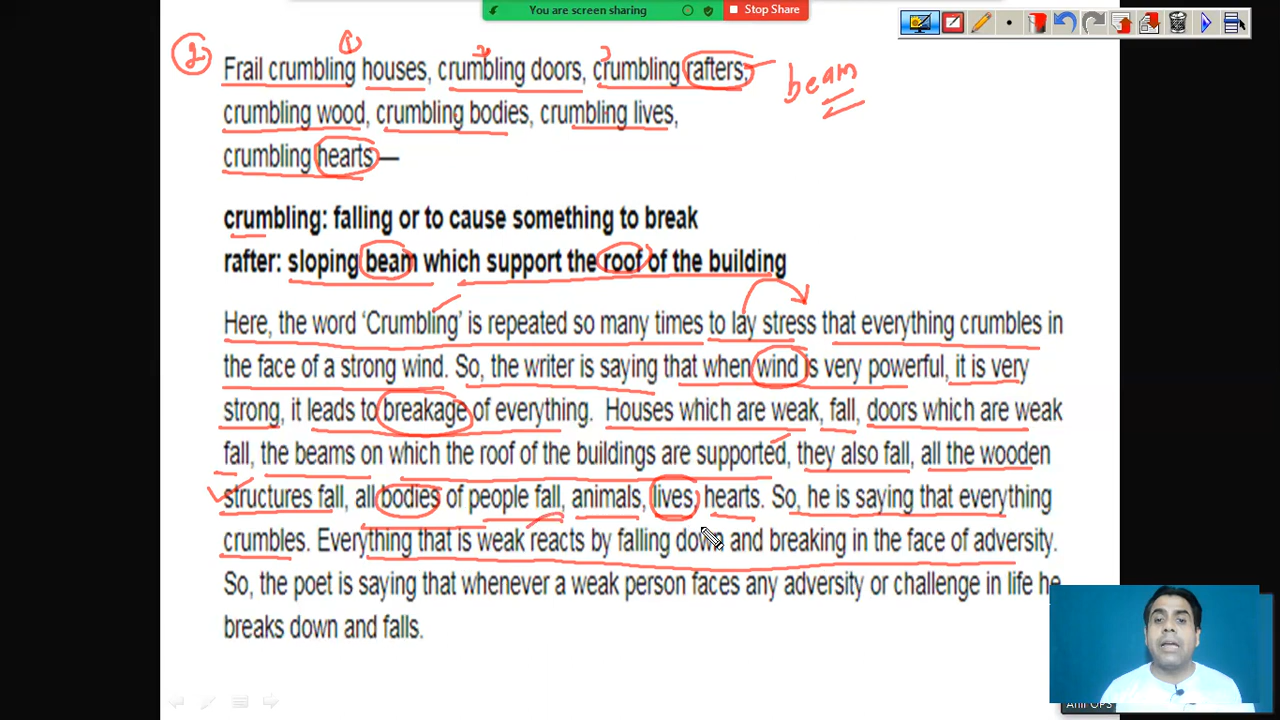 You are screen sharing
Stop Share
2
1 2 3
Frail crumbling houses, crumbling doors, crumbling rafters,
beam
crumbling wood, crumbling bodies, crumbling lives,
crumbling hearts —
crumbling: falling or to cause something to break
rafter: sloping beam which support the roof of the building
Here, the word ‘Crumbling’ is repeated so many times to lay stress that everything crumbles in
the face of a strong wind. So, the writer is saying that when wind is very powerful, it is very
strong, it leads to breakage of everything. Houses which are weak, fall, doors which are weak
fall, the beams on which the roof of the buildings are supported, they also fall, all the wooden
structures fall, all bodies of people fall, animals, lives, hearts. So, he is saying that everything
crumbles. Everything that is weak reacts by falling down and breaking in the face of adversity.
So, the poet is saying that whenever a weak person faces any adversity or challenge in life he
breaks down and falls.